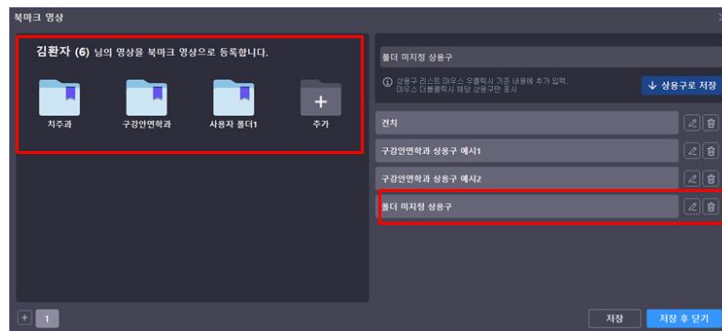 북마크 영상
김환자 (6) 님의 영상을 북마크 영상으로 등록합니다.
치주과
구강안면학과
사용자 폴더1
추가
폴더 미지정 상용구
상용구 리스트 마우스 우클릭시 기존 내용에 추가 입력.
마우스 더블클릭시 해당 상용구만 표시
상용구로 저장
전치
구강안면학과 상용구 예시1
구강안면학과 상용구 예시2
폴더 미지정 상용구
1
저장
저장 후 닫기